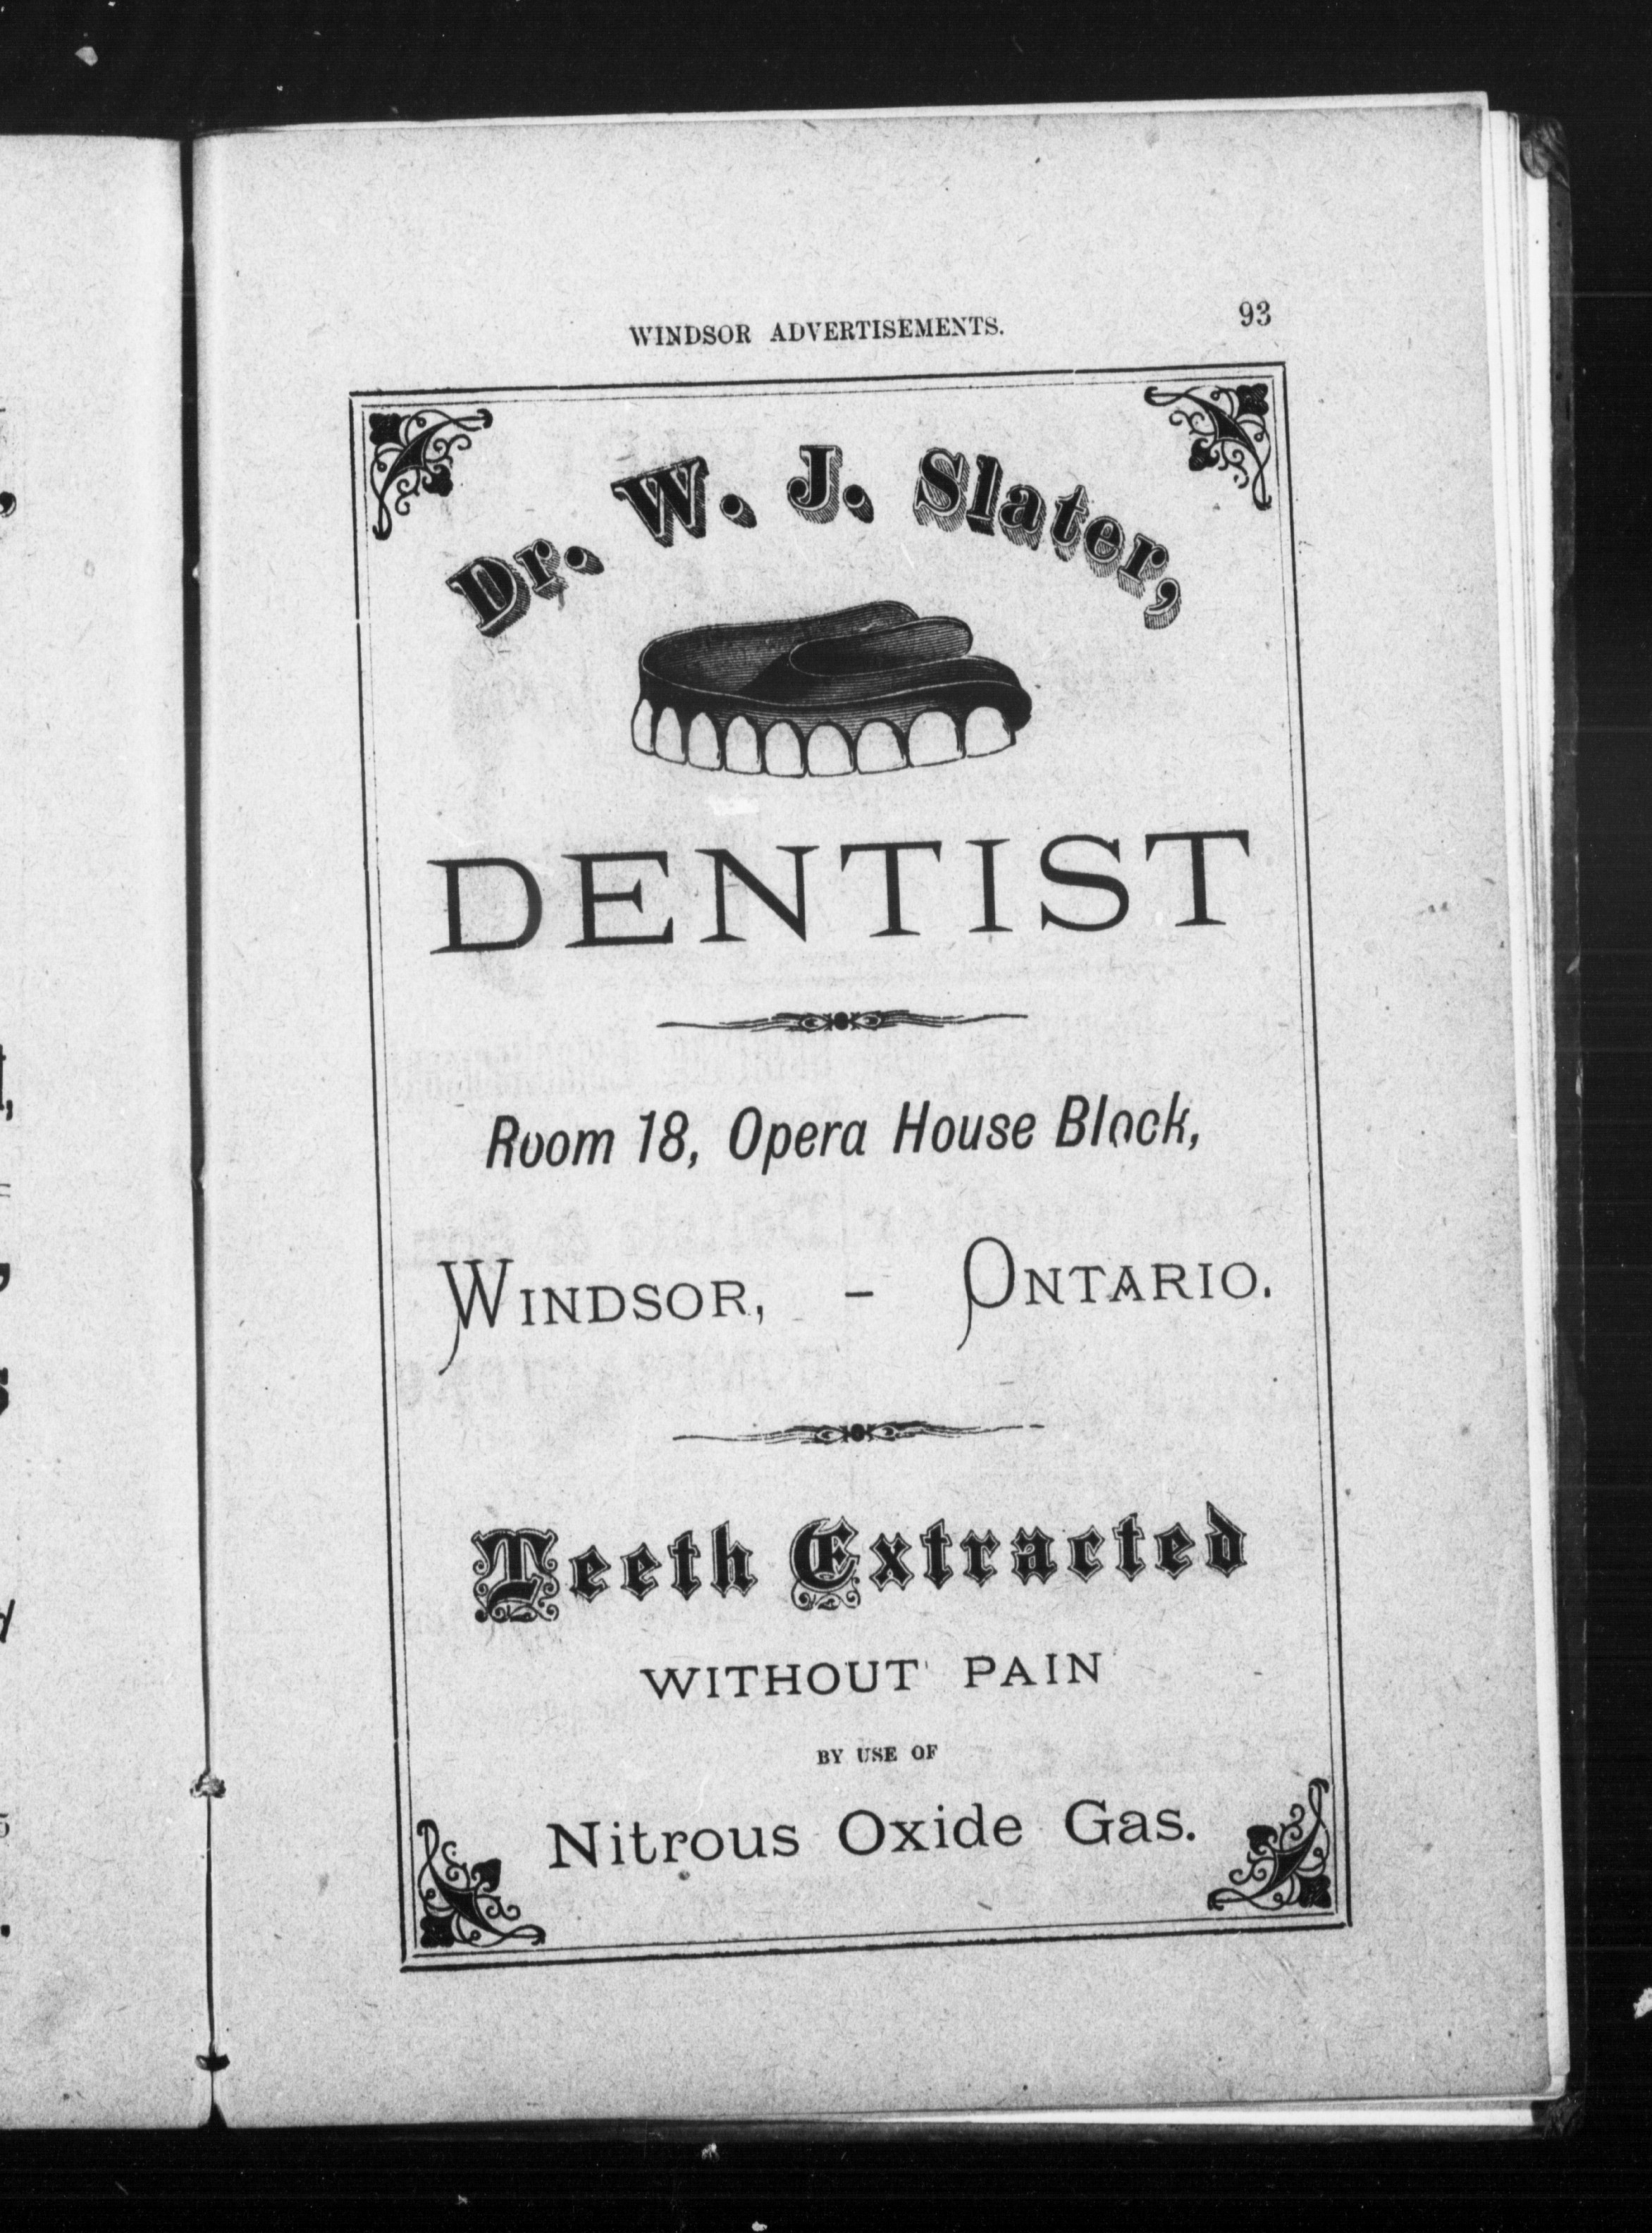 WINDSOR ADVERTISEMENTS. 93
Dr. W. J. Slater,
DENTIST
Room 18, Opera House Block,
WINDSOR, - ONTARIO.
Teeth Extracted
WITHOUT PAIN
BY USE OF
Nitrous Oxide Gas.